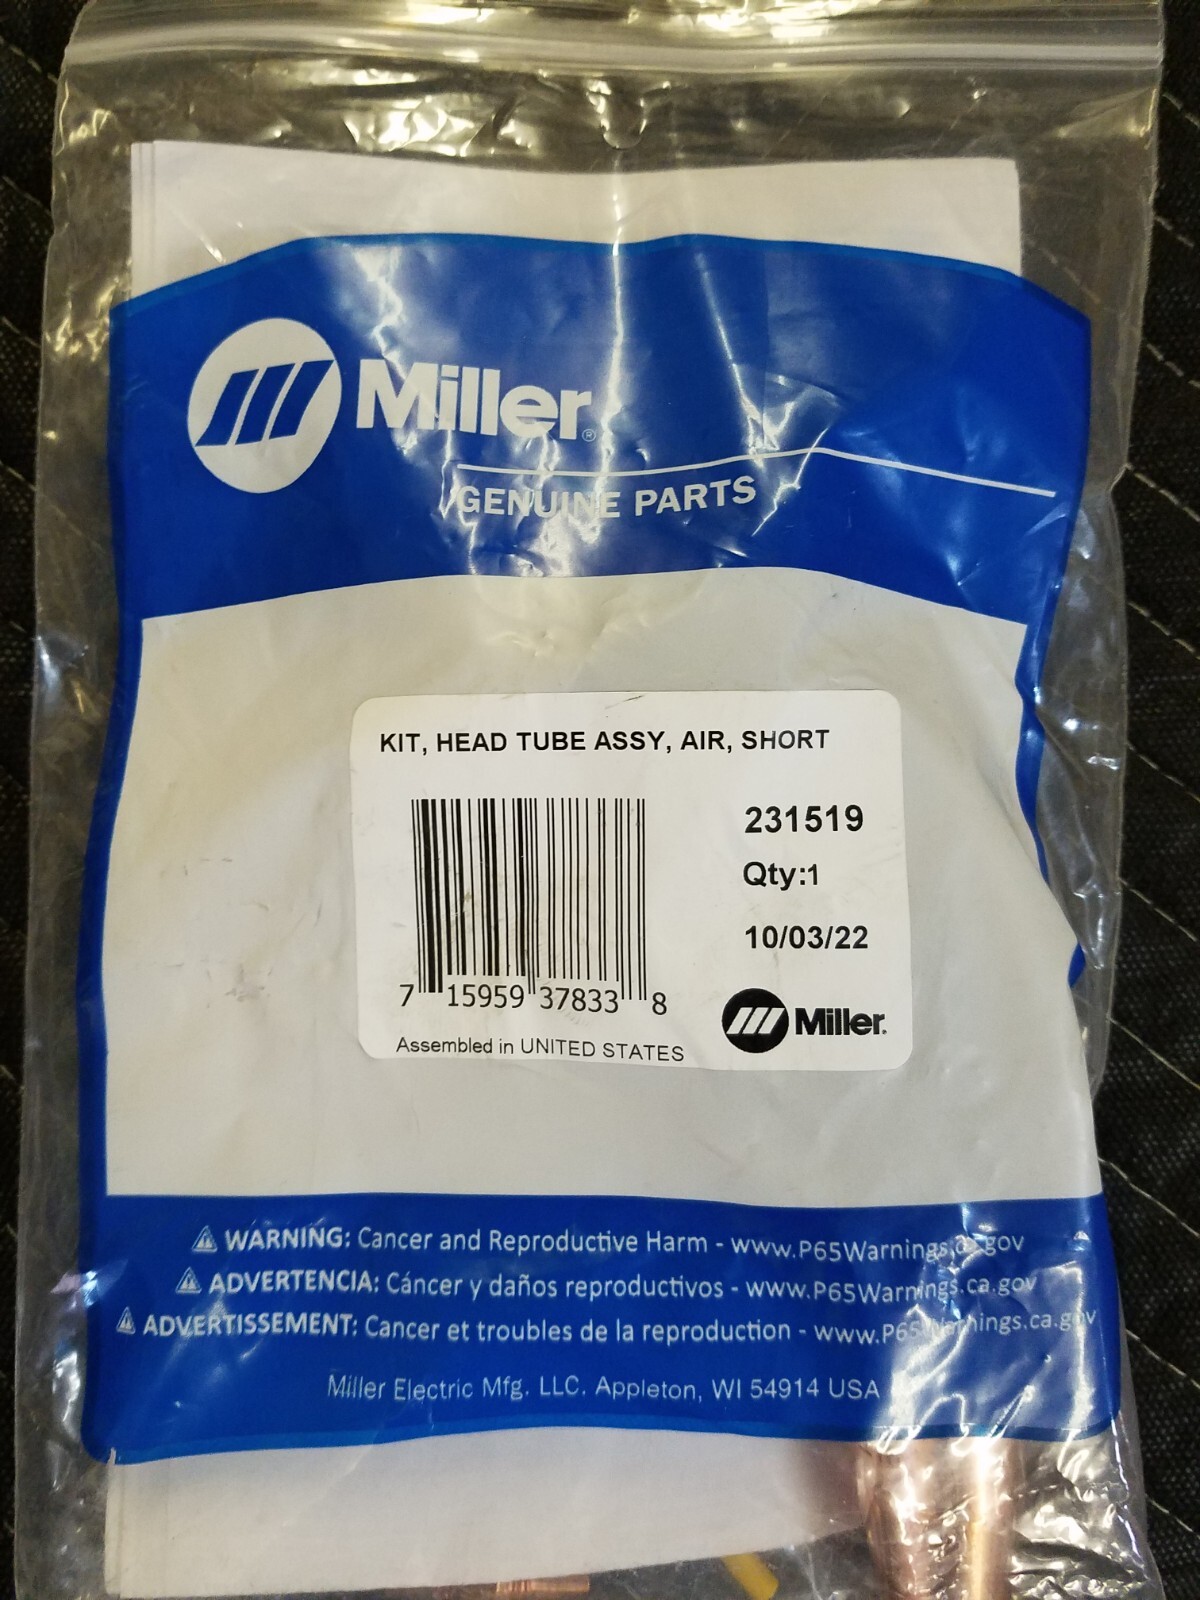 Miller®
GENUINE PARTS
KIT, HEAD TUBE ASSY, AIR, SHORT
231519
Qty:1
10/03/22
7 15959 37833 8
Miller.
Assembled in UNITED STATES
WARNING: Cancer and Reproductive Harm - www.P65Warnings.ca.gov
ADVERTENCIA: Cáncer y daños reproductivos - www.P65Warnings.ca.gov
ADVERTISSEMENT: Cancer et troubles de la reproduction - www.P65Warnings.ca.gov
Miller Electric Mfg. LLC. Appleton, WI 54914 USA